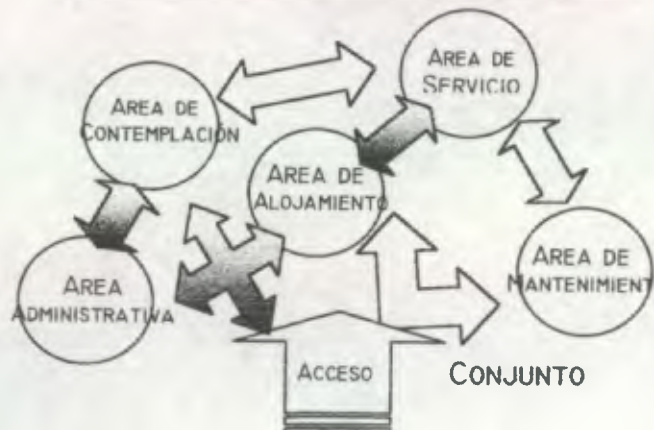 AREA DE
SERVICIO
AREA DE
CONTEMPLACIÓN
AREA DE
ALOJAMIENTO
AREA
ADMINISTRATIVA
AREA DE
MANTENIMIENT
ACCESO
CONJUNTO